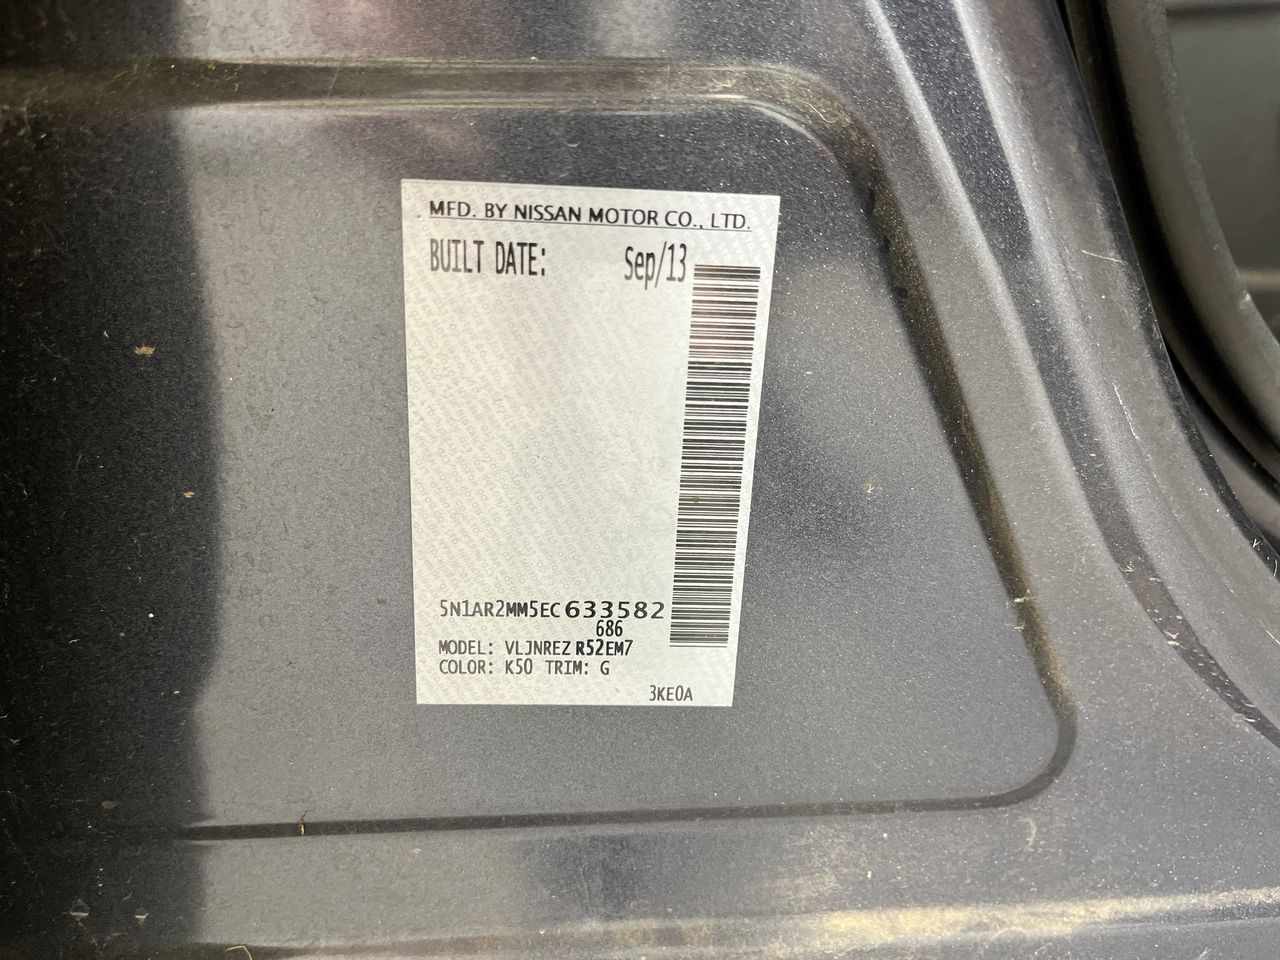 MFD. BY NISSAN MOTOR CO., LTD.
BUILT DATE: Sep/13
5N1AR2MM5EC633582
686
MODEL: VLJNREZ R52EM7
COLOR: K50 TRIM: G
3KE0A